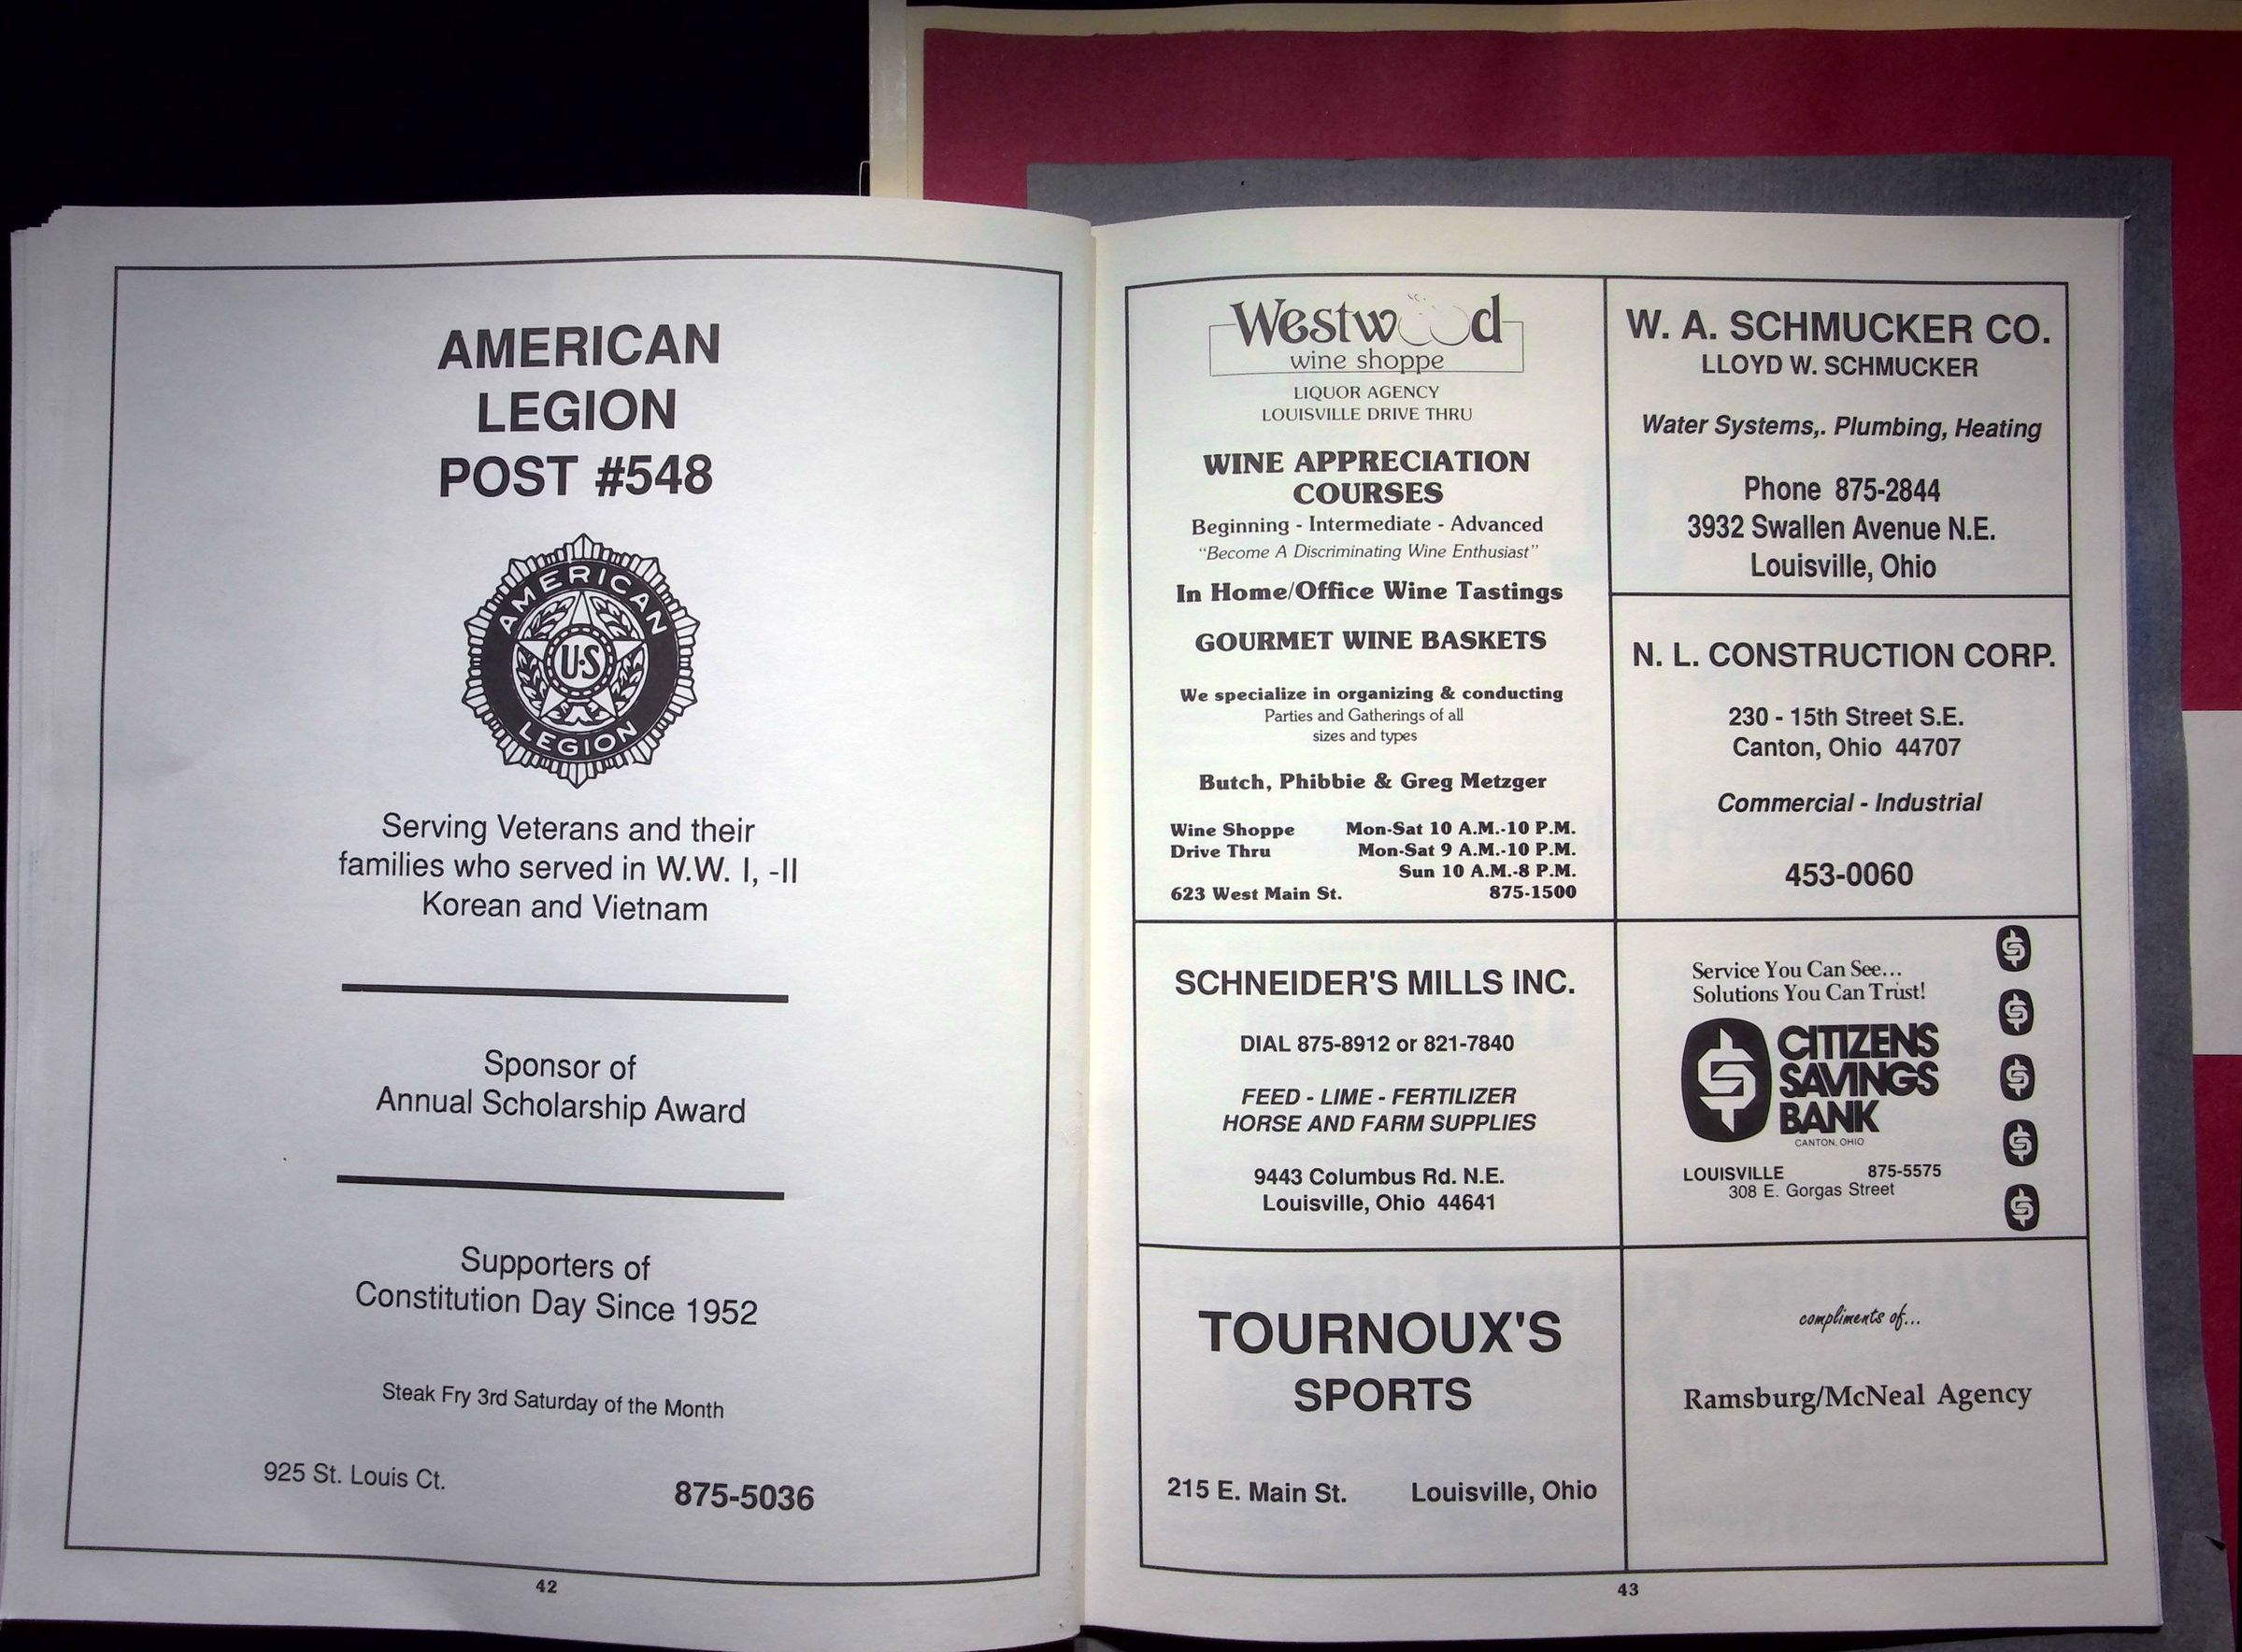 AMERICAN
LEGION
POST #548
AMERICAN
U·S
LEGION
Serving Veterans and their
families who served in W.W. I, -II
Korean and Vietnam
Sponsor of
Annual Scholarship Award
Supporters of
Constitution Day Since 1952
Steak Fry 3rd Saturday of the Month
925 St. Louis Ct. 875-5036
42
Westwood
wine shoppe
LIQUOR AGENCY
LOUISVILLE DRIVE THRU
WINE APPRECIATION
COURSES
Beginning - Intermediate - Advanced
"Become A Discriminating Wine Enthusiast"
In Home/Office Wine Tastings
GOURMET WINE BASKETS
We specialize in organizing & conducting
Parties and Gatherings of all
sizes and types
Butch, Phibbie & Greg Metzger
Wine Shoppe Mon-Sat 10 A.M.-10 P.M.
Drive Thru Mon-Sat 9 A.M.-10 P.M.
Sun 10 A.M.-8 P.M.
623 West Main St. 875-1500
W. A. SCHMUCKER CO.
LLOYD W. SCHMUCKER
Water Systems,. Plumbing, Heating
Phone 875-2844
3932 Swallen Avenue N.E.
Louisville, Ohio
N. L. CONSTRUCTION CORP.
230 - 15th Street S.E.
Canton, Ohio 44707
Commercial - Industrial
453-0060
SCHNEIDER'S MILLS INC.
DIAL 875-8912 or 821-7840
FEED - LIME - FERTILIZER
HORSE AND FARM SUPPLIES
9443 Columbus Rd. N.E.
Louisville, Ohio 44641
Service You Can See...
Solutions You Can Trust!
CITIZENS
SAVINGS
BANK
CANTON, OHIO
LOUISVILLE 875-5575
308 E. Gorgas Street
TOURNOUX'S
SPORTS
215 E. Main St. Louisville, Ohio
compliments of...
Ramsburg/McNeal Agency
43